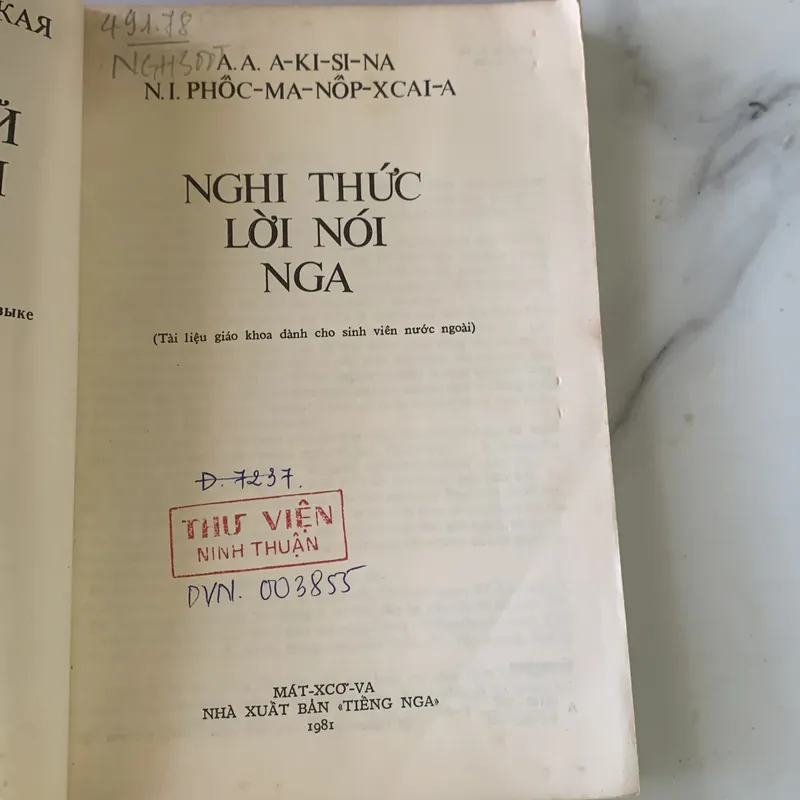 КАЯ
Й
зыке
491.78
A. A. A-KI-SI-NA
N. I. PHỐC-MA-NỐP-XCAI-A
NGHI THỨC
LỜI NÓI
NGA
(Tài liệu giáo khoa dành cho sinh viên nước ngoài)
Đ. 7237.
THƯ VIỆN
NINH THUẬN
DVN. 003855
MÁT-XCƠ-VA
NHÀ XUẤT BẢN «TIẾNG NGA»
1981